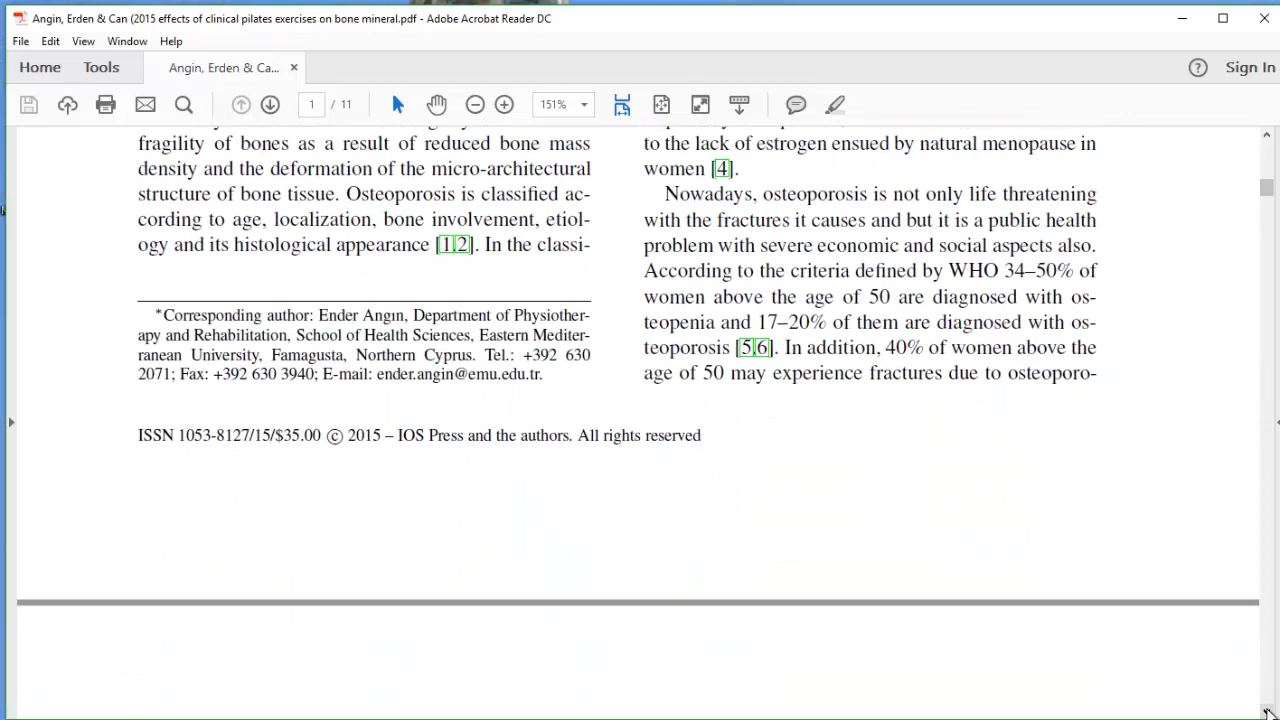 Angin, Erden & Can (2015 effects of clinical pilates exercises on bone mineral.pdf - Adobe Acrobat Reader DC
File Edit View Window Help
Home Tools Angin, Erden & Ca... ×
Sign In
1 / 11 151%
fragility of bones as a result of reduced bone mass
density and the deformation of the micro-architectural
structure of bone tissue. Osteoporosis is classified ac-
cording to age, localization, bone involvement, etiol-
ogy and its histological appearance [1,2]. In the classi-
*Corresponding author: Ender Angın, Department of Physiother-
apy and Rehabilitation, School of Health Sciences, Eastern Mediter-
ranean University, Famagusta, Northern Cyprus. Tel.: +392 630
2071; Fax: +392 630 3940; E-mail: ender.angin@emu.edu.tr.
to the lack of estrogen ensued by natural menopause in
women [4].
Nowadays, osteoporosis is not only life threatening
with the fractures it causes and but it is a public health
problem with severe economic and social aspects also.
According to the criteria defined by WHO 34–50% of
women above the age of 50 are diagnosed with os-
teopenia and 17–20% of them are diagnosed with os-
teoporosis [5,6]. In addition, 40% of women above the
age of 50 may experience fractures due to osteoporo-
ISSN 1053-8127/15/$35.00 © 2015 – IOS Press and the authors. All rights reserved